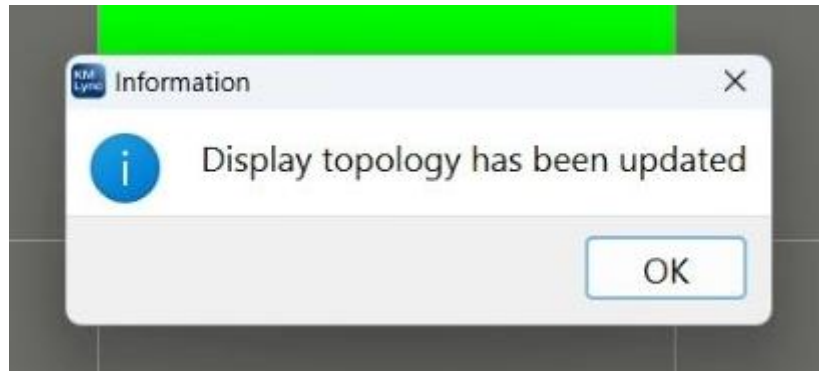 KM
Lync
Information
Display topology has been updated
OK